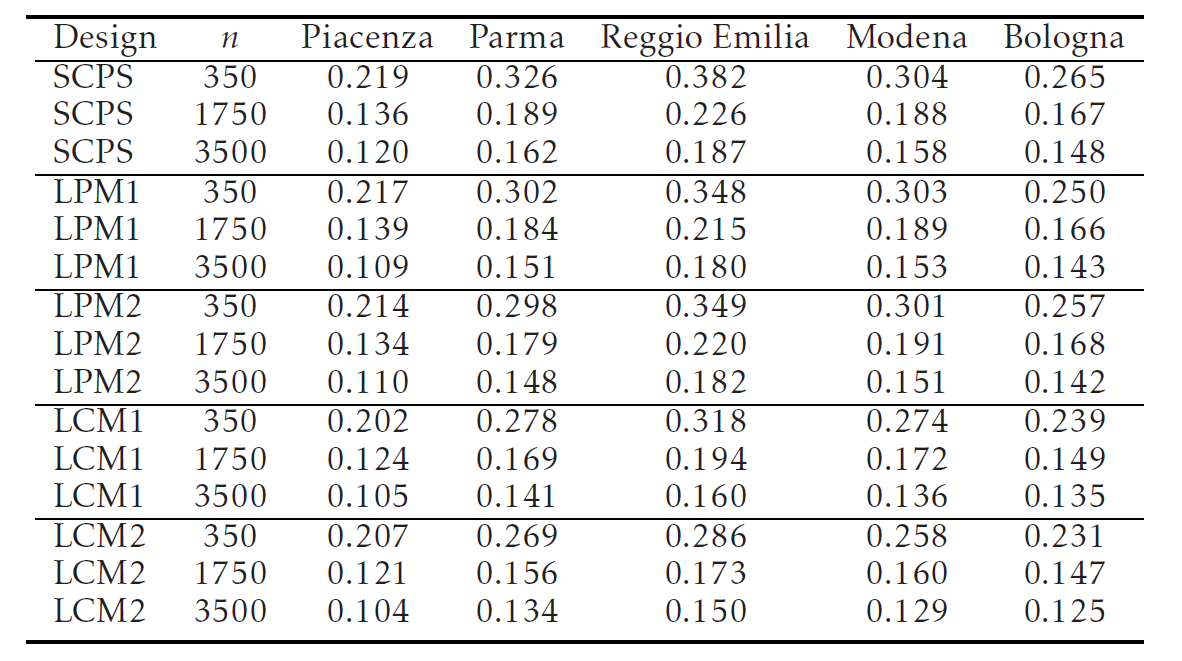 Design n Piacenza Parma Reggio Emilia Modena Bologna
SCPS 350 0.219 0.326 0.382 0.304 0.265
SCPS 1750 0.136 0.189 0.226 0.188 0.167
SCPS 3500 0.120 0.162 0.187 0.158 0.148
LPM1 350 0.217 0.302 0.348 0.303 0.250
LPM1 1750 0.139 0.184 0.215 0.189 0.166
LPM1 3500 0.109 0.151 0.180 0.153 0.143
LPM2 350 0.214 0.298 0.349 0.301 0.257
LPM2 1750 0.134 0.179 0.220 0.191 0.168
LPM2 3500 0.110 0.148 0.182 0.151 0.142
LCM1 350 0.202 0.278 0.318 0.274 0.239
LCM1 1750 0.124 0.169 0.194 0.172 0.149
LCM1 3500 0.105 0.141 0.160 0.136 0.135
LCM2 350 0.207 0.269 0.286 0.258 0.231
LCM2 1750 0.121 0.156 0.173 0.160 0.147
LCM2 3500 0.104 0.134 0.150 0.129 0.125